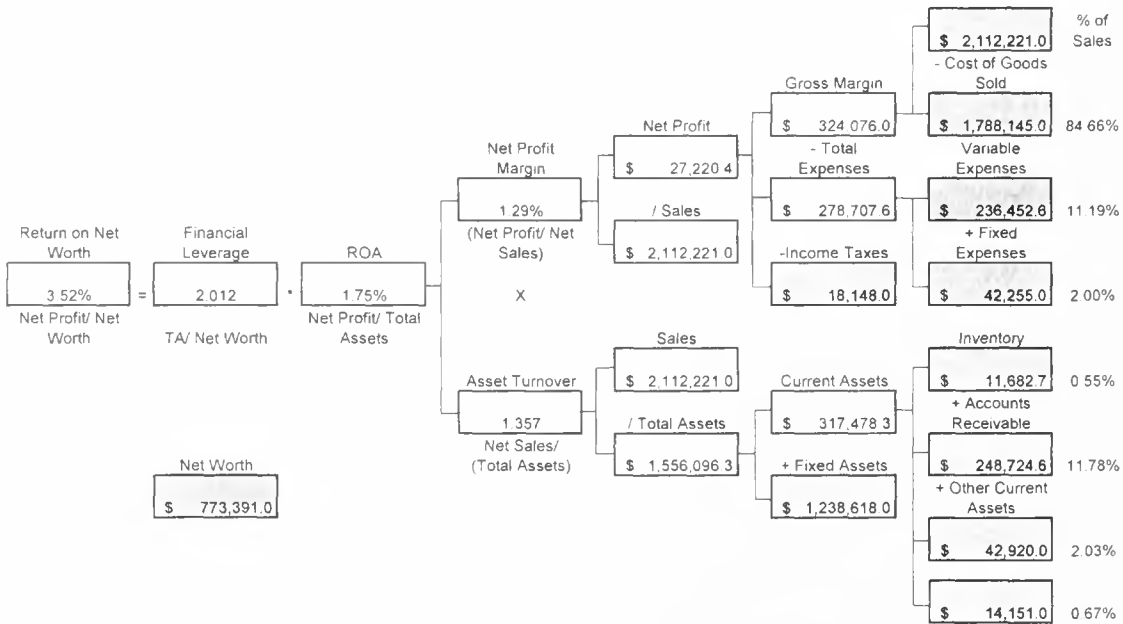 $ 2,112,221.0
% of
Sales
- Cost of Goods
Sold
Gross Margin
$ 324,076.0
$ 1,788,145.0
84.66%
Net Profit
$ 27,220.4
- Total
Expenses
Variable
Expenses
Net Profit
Margin
1.29%
(Net Profit/ Net
Sales)
/ Sales
$ 2,112,221.0
278,707.6
$ 236,452.6
11.19%
+ Fixed
Expenses
-Income Taxes
$ 18,148.0
$ 42,255.0
2.00%
Return on Net
Worth
3.52%
Net Profit/ Net
Worth
=
Financial
Leverage
2.012
TA/ Net Worth
*
ROA
1.75%
Net Profit/ Total
Assets
X
Sales
$ 2,112,221.0
Inventory
$ 11,682.7
0.55%
Asset Turnover
1.357
Net Sales/
(Total Assets)
/ Total Assets
$ 1,556,096.3
Current Assets
$ 317,478.3
+ Accounts
Receivable
$ 248,724.6
11.78%
+ Fixed Assets
$ 1,238,618.0
+ Other Current
Assets
$ 42,920.0
2.03%
Net Worth
$ 773,391.0
$ 14,151.0
0.67%